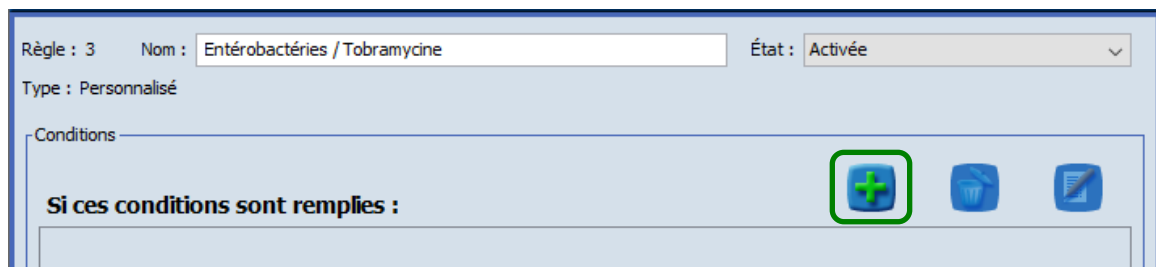 Règle : 3 Nom : Entérobactéries / Tobramycine État : Activée
Type : Personnalisé
Conditions
Si ces conditions sont remplies :